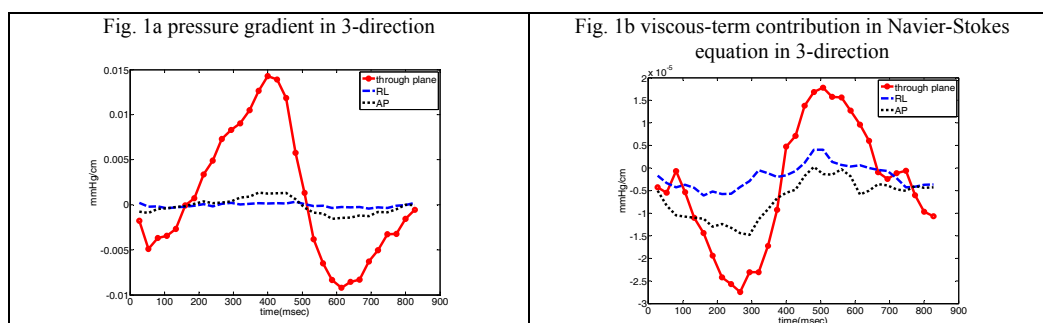 Fig. 1a pressure gradient in 3-direction
0.015
0.01
0.005
0
-0.005
-0.01
mmHg/cm
0 100 200 300 400 500 600 700 800 900
time(msec)
through plane
RL
AP
Fig. 1b viscous-term contribution in Navier-Stokes
equation in 3-direction
x 10⁻⁵
2
1.5
1
0.5
0
-0.5
-1
-1.5
-2
-2.5
-3
mmHg/cm
0 100 200 300 400 500 600 700 800 900
time(msec)
through plane
RL
AP